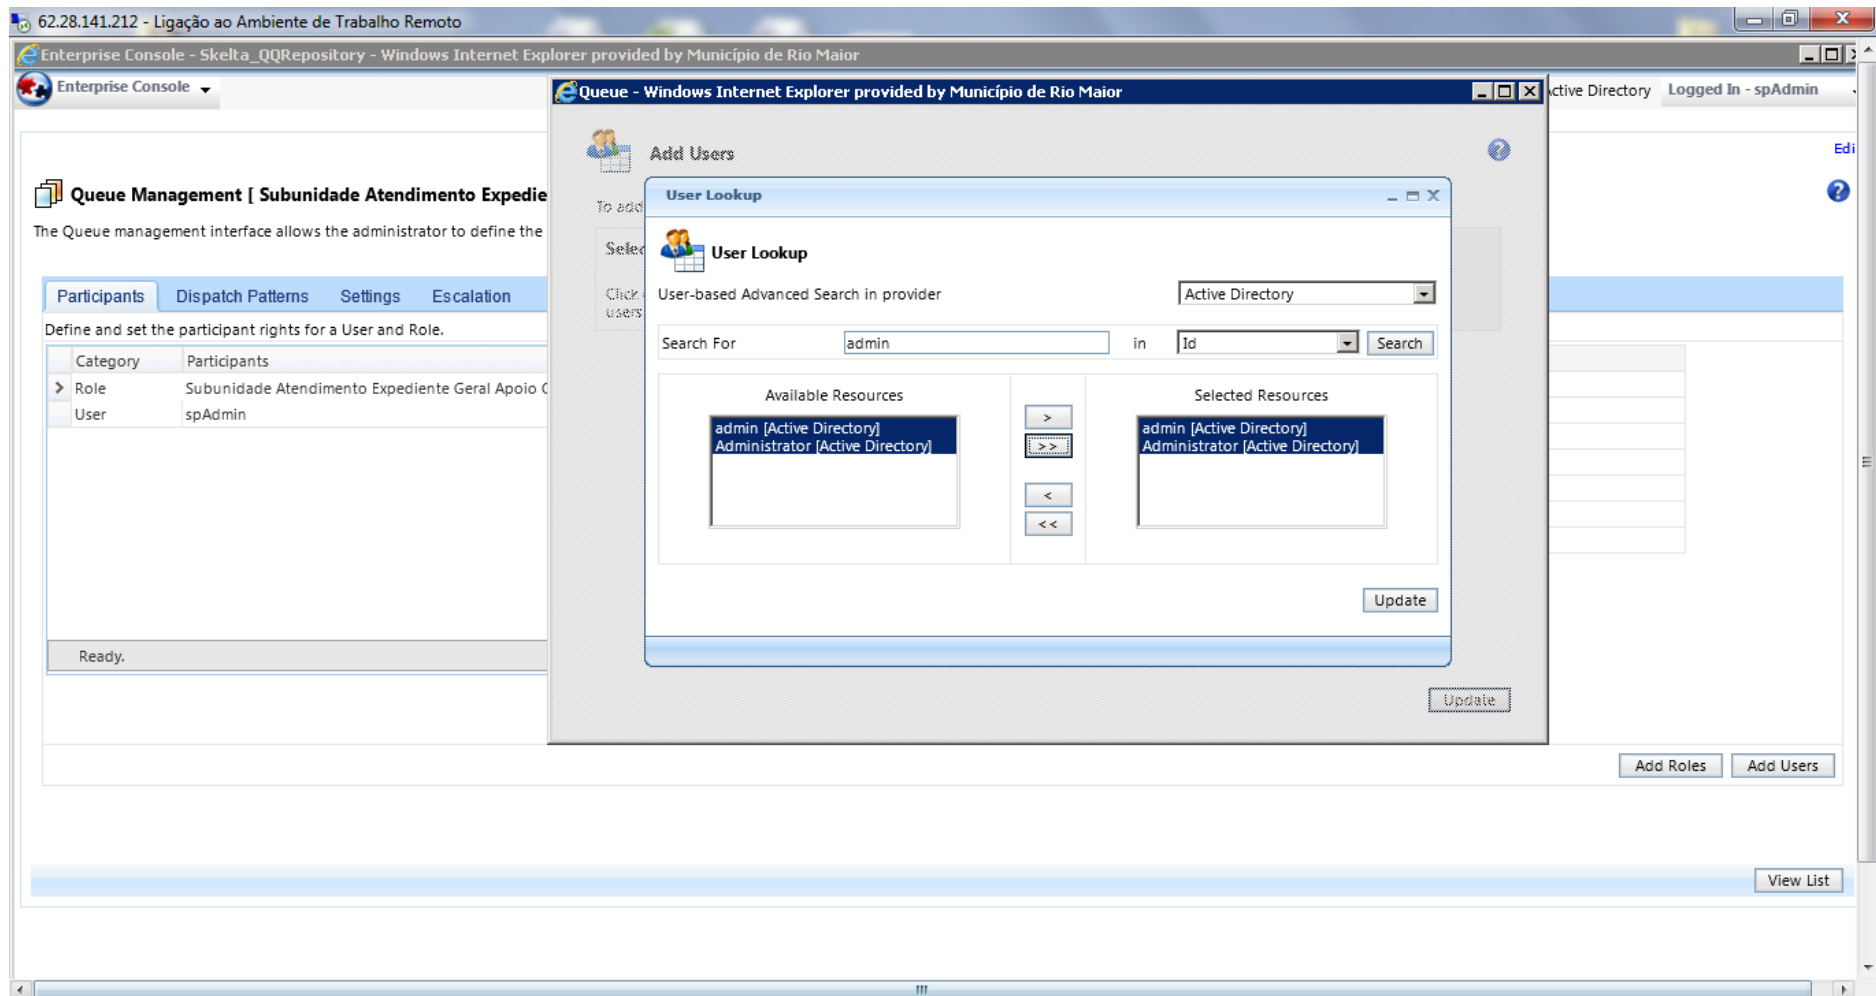 62.28.141.212 - Ligação ao Ambiente de Trabalho Remoto
Enterprise Console - Skelta_QQRepository - Windows Internet Explorer provided by Município de Rio Maior
Enterprise Console
Active Directory Logged In - spAdmin
Edi
Queue Management [ Subunidade Atendimento Expedie
The Queue management interface allows the administrator to define the
Participants Dispatch Patterns Settings Escalation
Define and set the participant rights for a User and Role.
Category Participants
Role Subunidade Atendimento Expediente Geral Apoio
User spAdmin
Ready.
Queue - Windows Internet Explorer provided by Município de Rio Maior
Add Users
To add
Selec
Click
users
User Lookup
User Lookup
User-based Advanced Search in provider Active Directory
Search For admin in Id Search
Available Resources
admin [Active Directory]
Administrator [Active Directory]
>
>>
<
<<
Selected Resources
admin [Active Directory]
Administrator [Active Directory]
Update
Update
Add Roles Add Users
View List